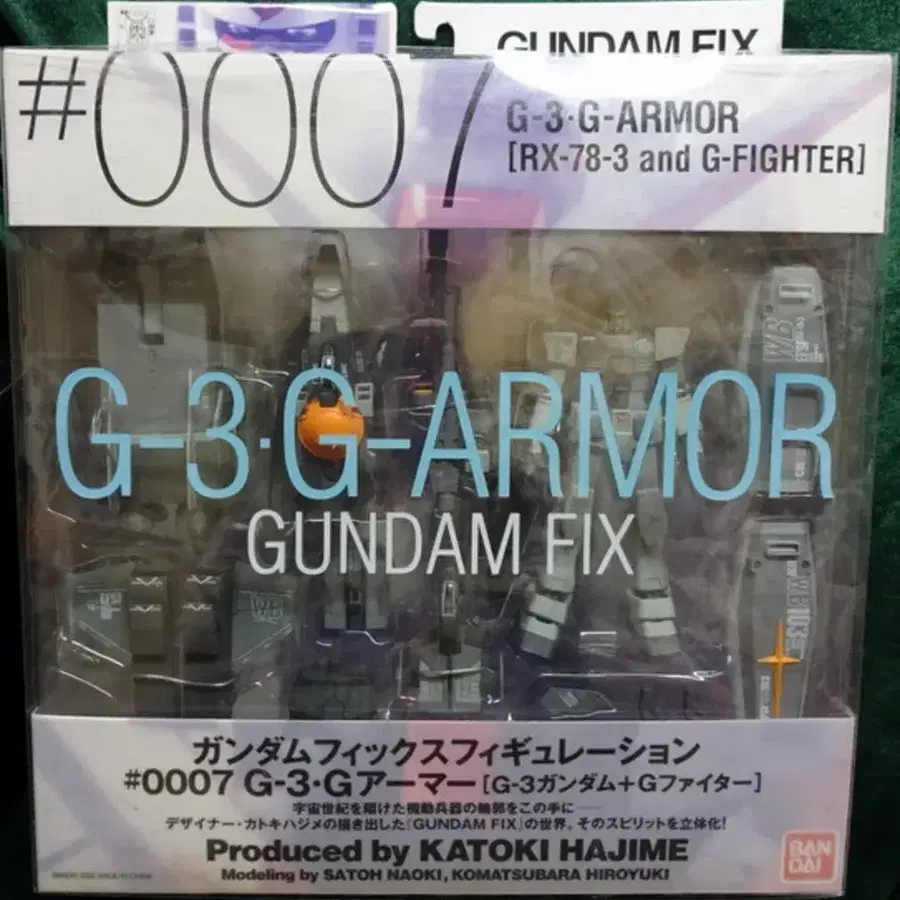 GUNDAM FIX
#0007
G-3·G-ARMOR
[RX-78-3 and G-FIGHTER]
WB
G-3·G-ARMOR
GUNDAM FIX
WB
WB103
ガンダムフィックスフィギュレーション
#0007 G-3·Gアーマー[G-3ガンダム+Gファイター]
宇宙世紀を翔けた機動兵器の輪郭をこの手に──
デザイナー・カトキハジメの描き出した『GUNDAM FIX』の世界。そのスピリットを立体化!
Produced by KATOKI HAJIME
Modeling by SATOH NAOKI, KOMATSUBARA HIROYUKI
BAN
DAI